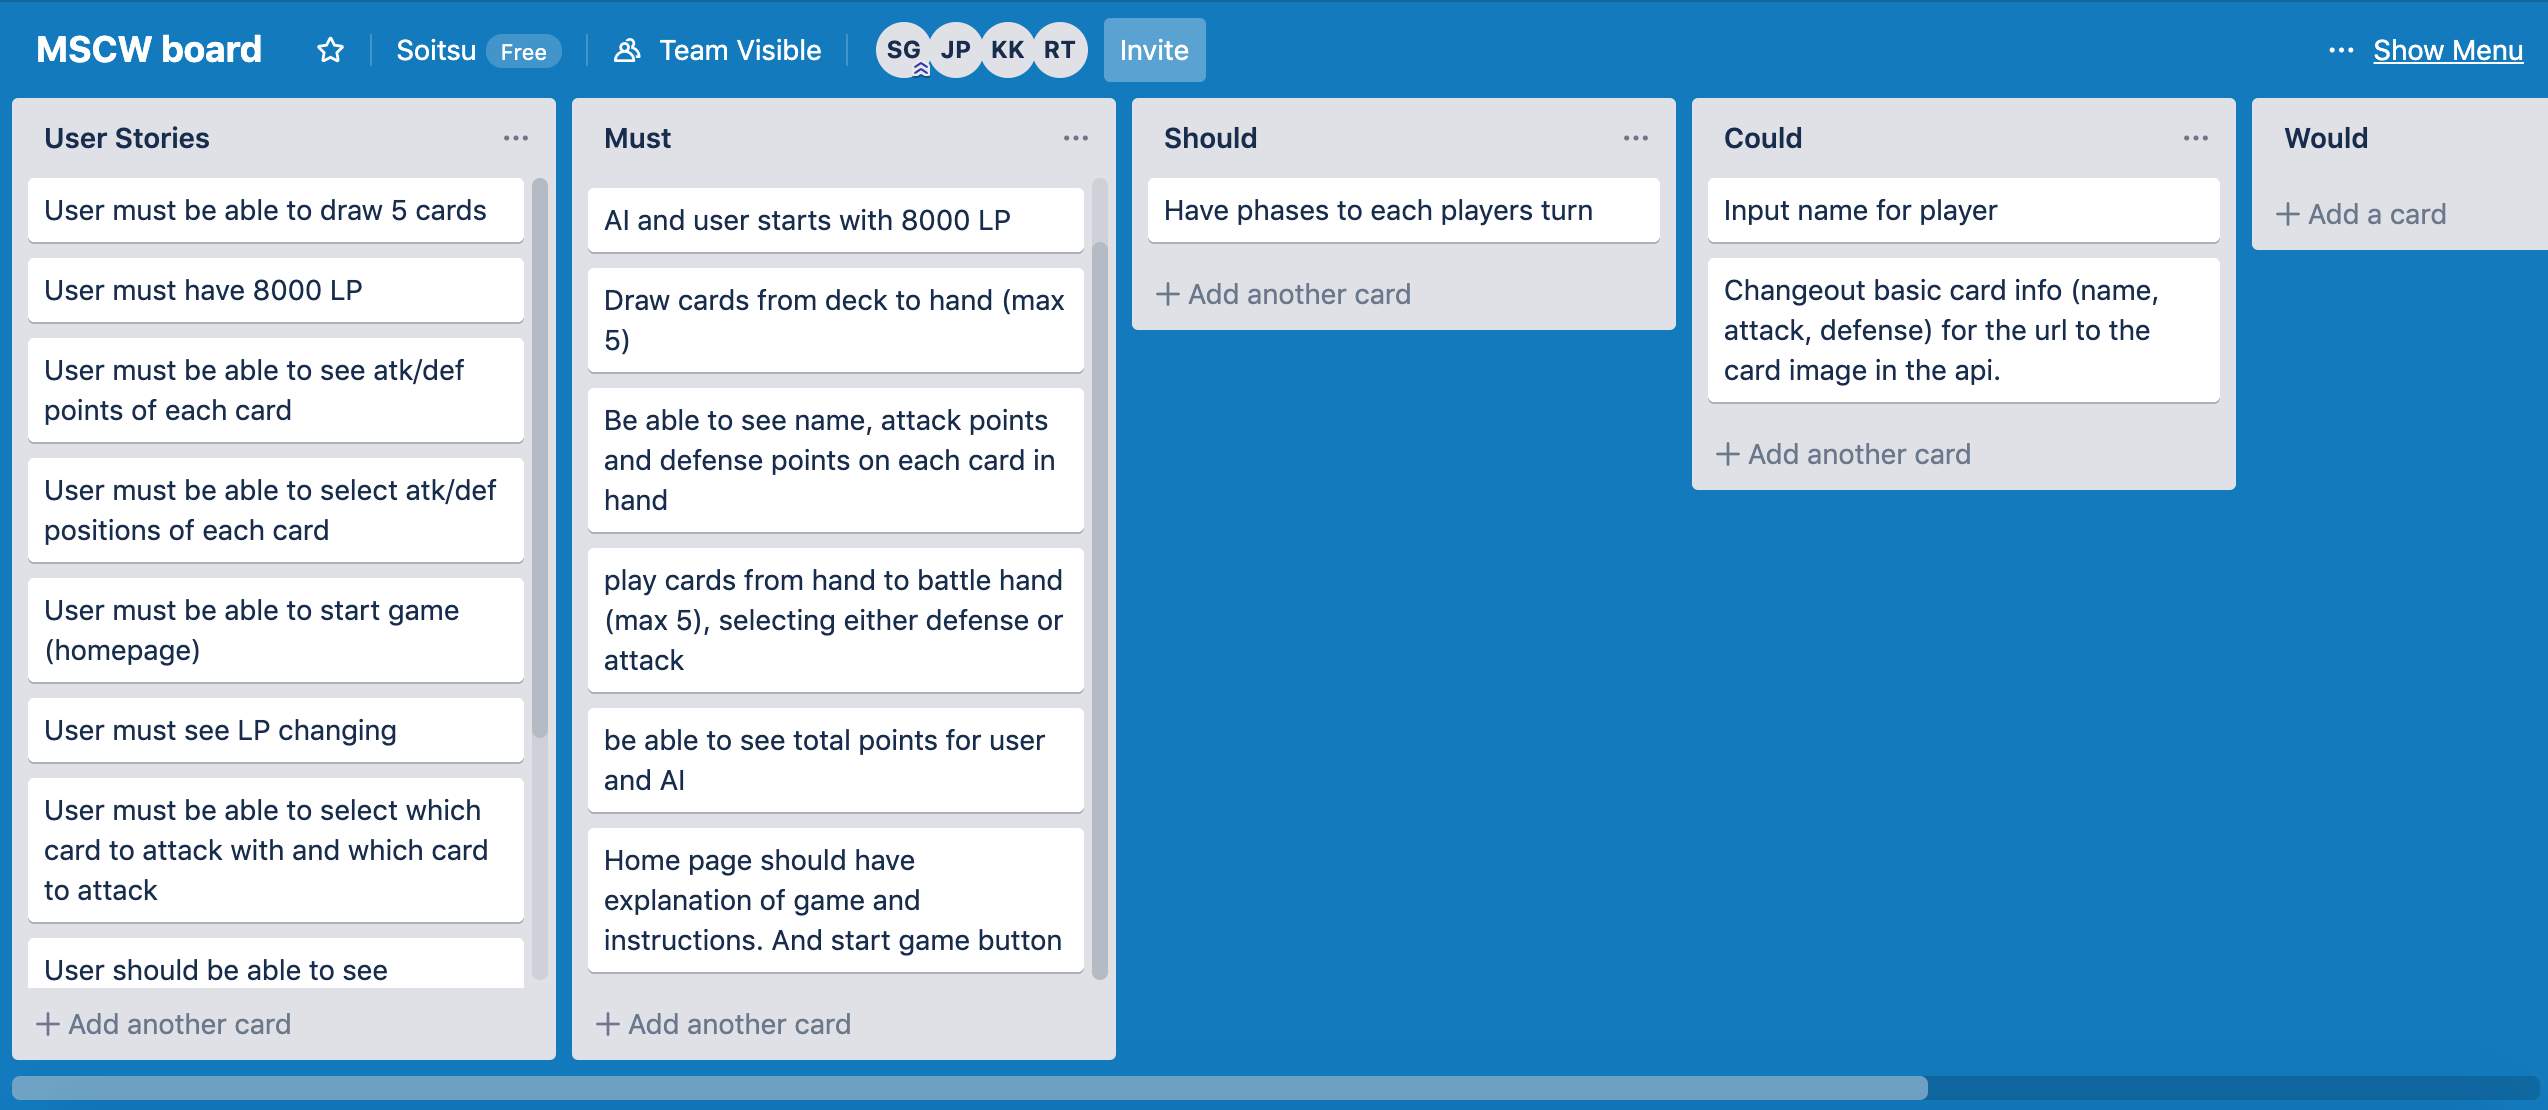 MSCW board
Soitsu Free
Team Visible
SG JP KK RT
Invite
... Show Menu
User Stories ...
User must be able to draw 5 cards
User must have 8000 LP
User must be able to see atk/def
points of each card
User must be able to select atk/def
positions of each card
User must be able to start game
(homepage)
User must see LP changing
User must be able to select which
card to attack with and which card
to attack
User should be able to see
+ Add another card
Must ...
AI and user starts with 8000 LP
Draw cards from deck to hand (max
5)
Be able to see name, attack points
and defense points on each card in
hand
play cards from hand to battle hand
(max 5), selecting either defense or
attack
be able to see total points for user
and AI
Home page should have
explanation of game and
instructions. And start game button
+ Add another card
Should ...
Have phases to each players turn
+ Add another card
Could ...
Input name for player
Changeout basic card info (name,
attack, defense) for the url to the
card image in the api.
+ Add another card
Would
+ Add a card